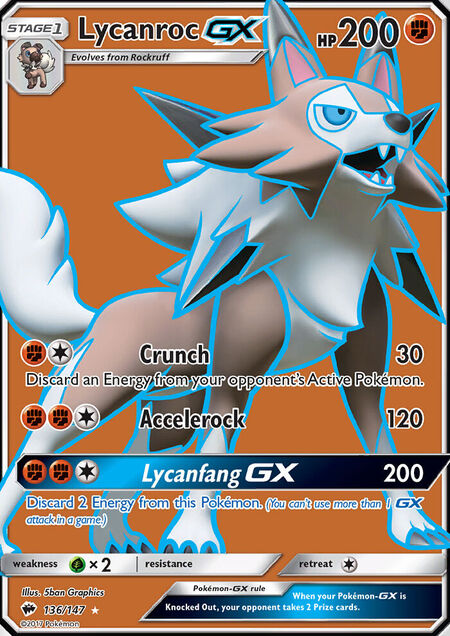 STAGE1
Lycanroc GX
HP 200
Evolves from Rockruff
Crunch 30
Discard an Energy from your opponent's Active Pokémon.
Accelerock 120
Lycanfang GX 200
Discard 2 Energy from this Pokémon. (You can't use more than 1 GX
attack in a game.)
weakness ×2 resistance retreat
Illus. 5ban Graphics
136/147
©2017 Pokémon
Pokémon-GX rule
When your Pokémon-GX is
Knocked Out, your opponent takes 2 Prize cards.